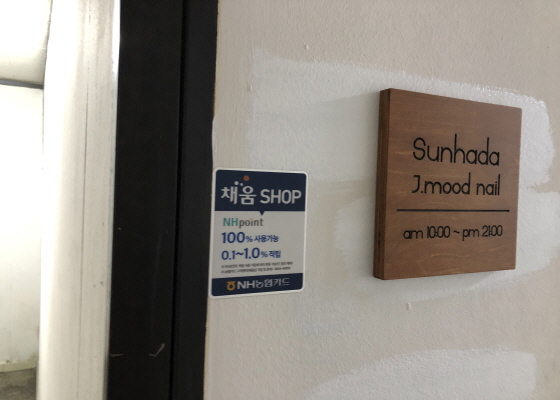 채움 SHOP
NHpoint
100% 사용가능
0.1~1.0% 적립
NH농협카드
Sunhada
J.mood nail
am 10:00 ~ pm 21:00